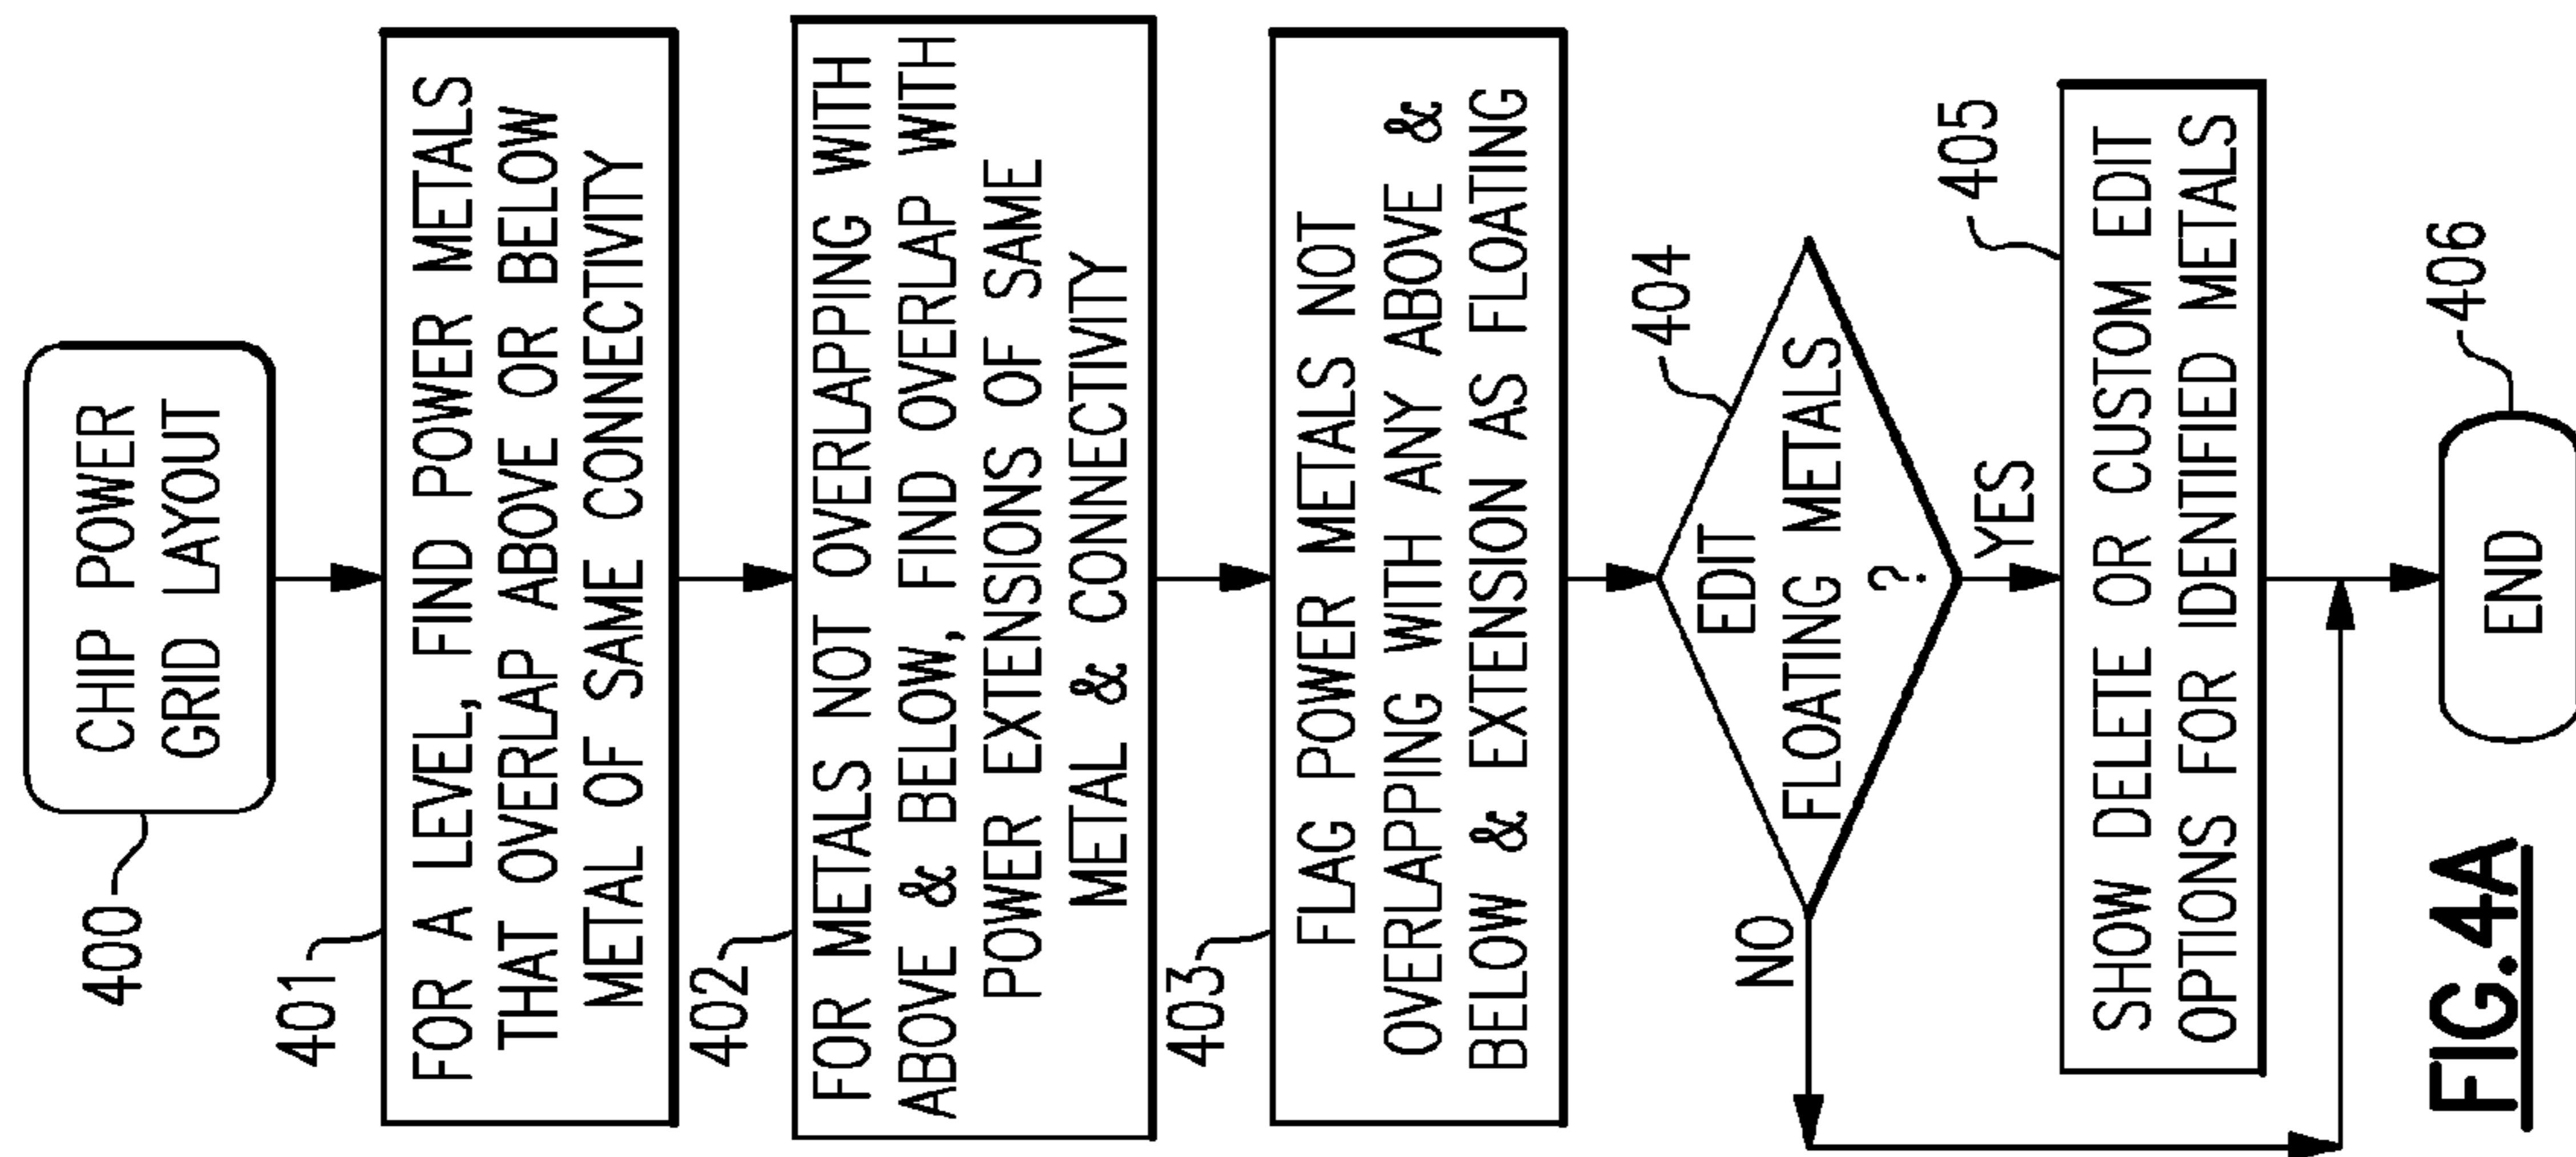 CHIP POWER
GRID LAYOUT
400
401
FOR A LEVEL, FIND POWER METALS
THAT OVERLAP ABOVE OR BELOW
METAL OF SAME CONNECTIVITY
402
FOR METALS NOT OVERLAPPING WITH
ABOVE & BELOW, FIND OVERLAP WITH
POWER EXTENSIONS OF SAME
METAL & CONNECTIVITY
403
FLAG POWER METALS NOT
OVERLAPPING WITH ANY ABOVE &
BELOW & EXTENSION AS FLOATING
404
EDIT
FLOATING METALS
?
NO
YES
405
SHOW DELETE OR CUSTOM EDIT
OPTIONS FOR IDENTIFIED METALS
406
END
FIG.4A